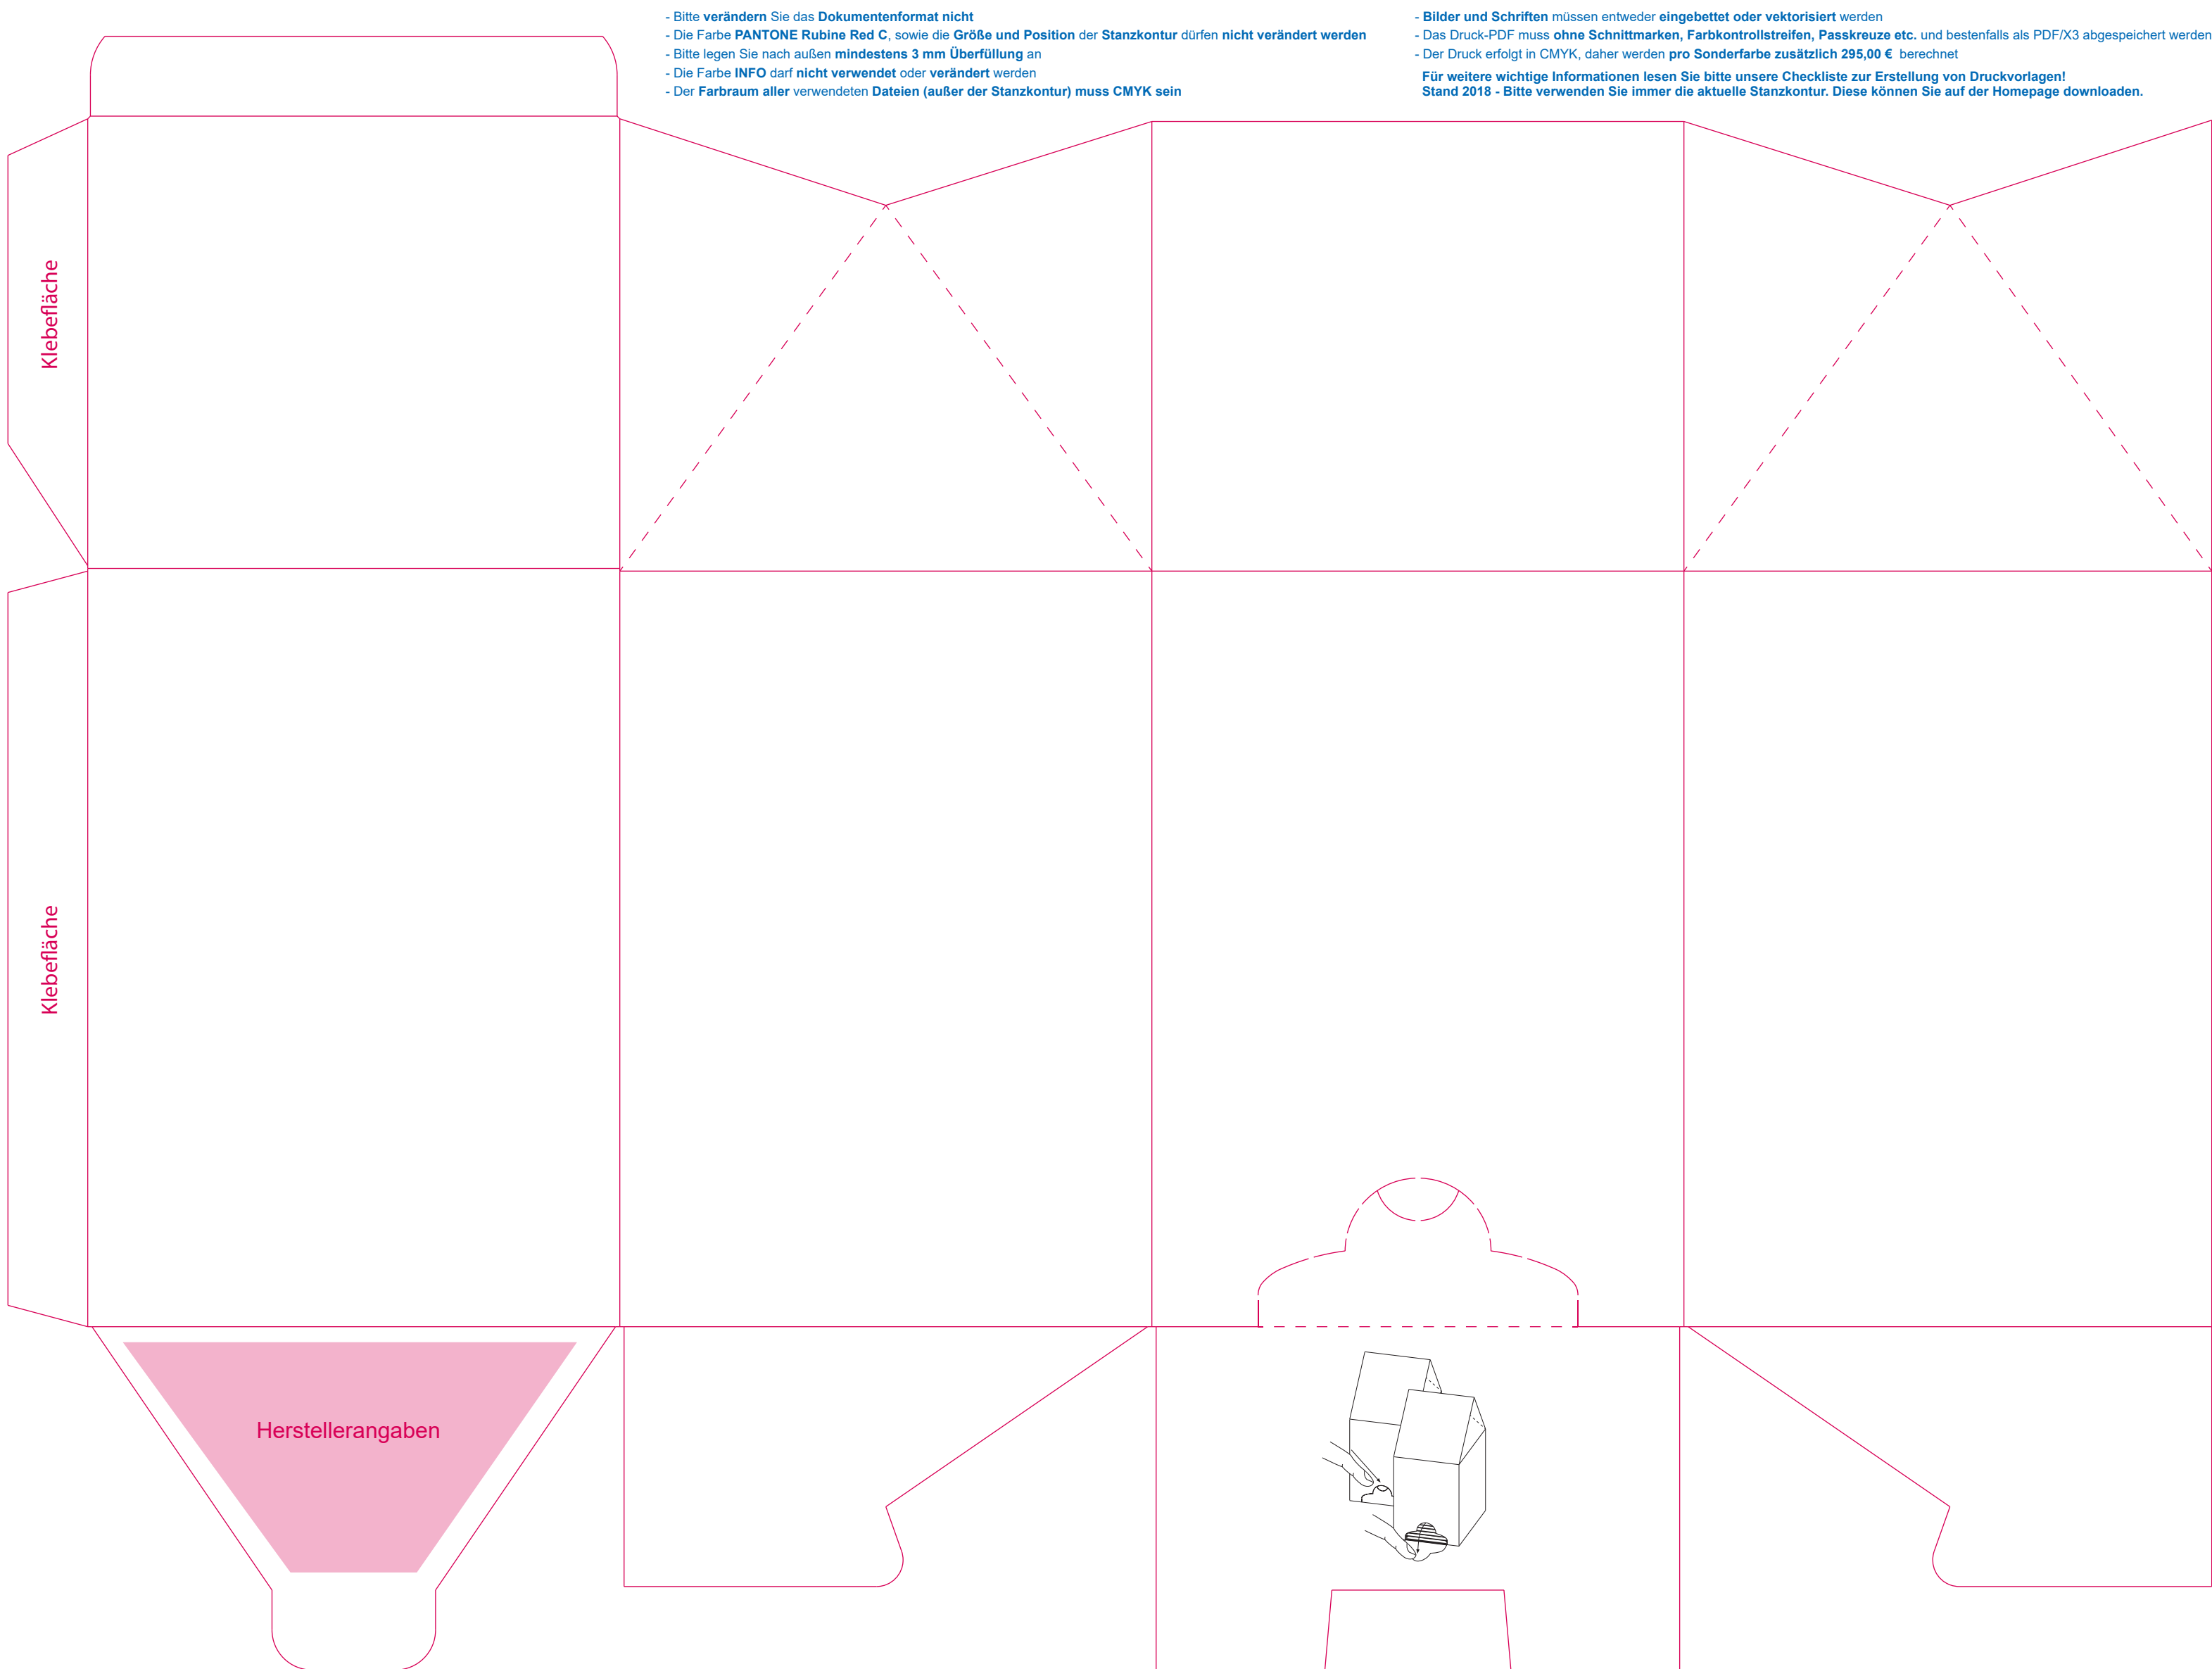 - Bitte verändern Sie das Dokumentenformat nicht
- Die Farbe PANTONE Rubine Red C, sowie die Größe und Position der Stanzkontur dürfen nicht verändert werden
- Bitte legen Sie nach außen mindestens 3 mm Überfüllung an
- Die Farbe INFO darf nicht verwendet oder verändert werden
- Der Farbraum aller verwendeten Dateien (außer der Stanzkontur) muss CMYK sein
- Bilder und Schriften müssen entweder eingebettet oder vektorisiert werden
- Das Druck-PDF muss ohne Schnittmarken, Farbkontrollstreifen, Passkreuze etc. und bestenfalls als PDF/X3 abgespeichert werden
- Der Druck erfolgt in CMYK, daher werden pro Sonderfarbe zusätzlich 295,00 € berechnet
Für weitere wichtige Informationen lesen Sie bitte unsere Checkliste zur Erstellung von Druckvorlagen!
Stand 2018 - Bitte verwenden Sie immer die aktuelle Stanzkontur. Diese können Sie auf der Homepage downloaden.
Klebefläche
Klebefläche
Herstellerangaben